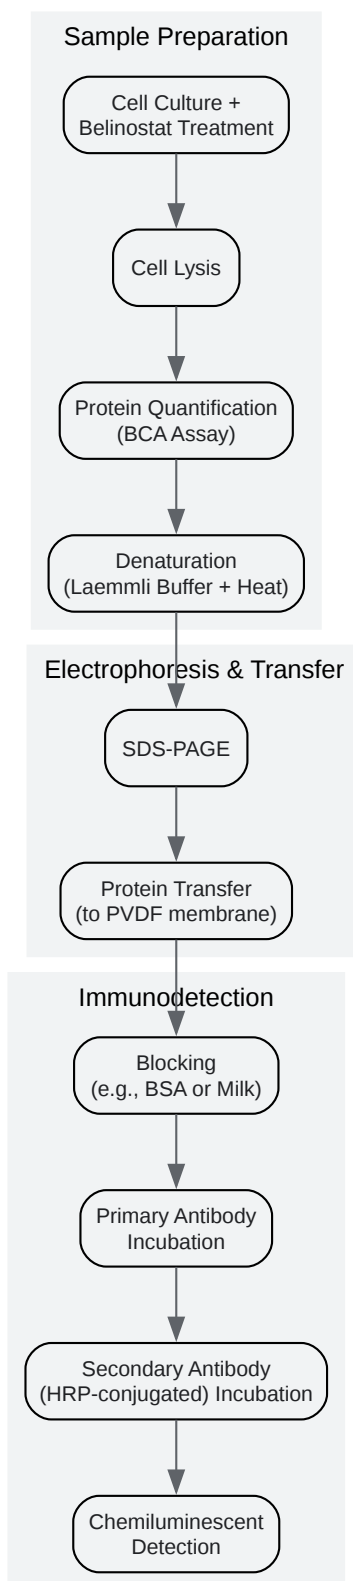 Sample Preparation
Cell Culture +
Belinostat Treatment
Cell Lysis
Protein Quantification
(BCA Assay)
Denaturation
(Laemmli Buffer + Heat)
Electrophoresis & Transfer
SDS-PAGE
Protein Transfer
(to PVDF membrane)
Immunodetection
Blocking
(e.g., BSA or Milk)
Primary Antibody
Incubation
Secondary Antibody
(HRP-conjugated) Incubation
Chemiluminescent
Detection